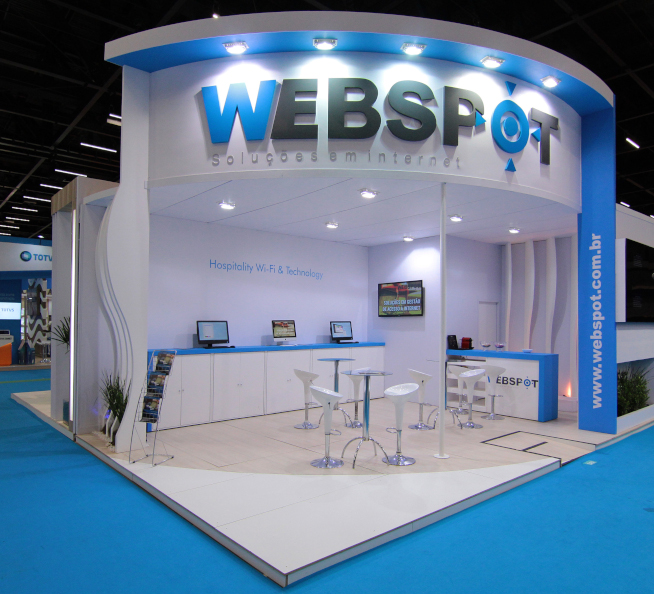 WEBSPOT
Soluções em internet
Hospitality Wi-Fi & Technology
WEBSPOT
www.webspot.com.br
TOTV